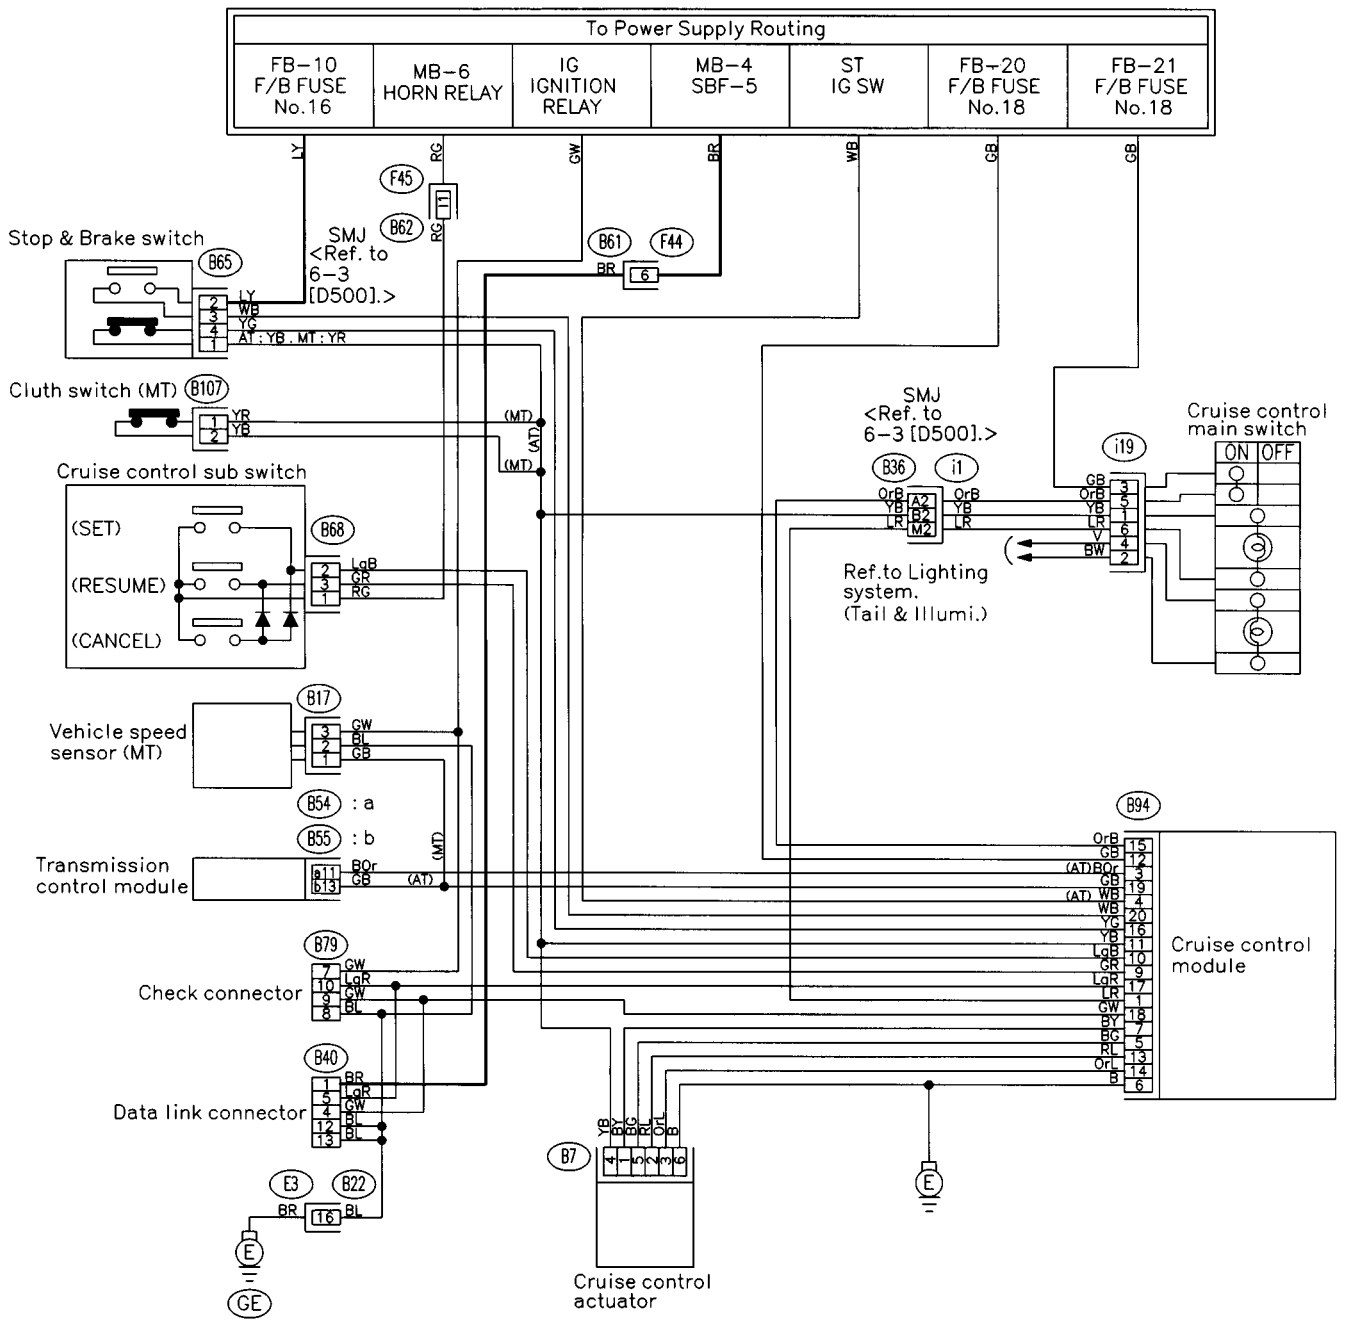 To Power Supply Routing
FB-10
F/B FUSE
No.16
MB-6
HORN RELAY
IG
IGNITION
RELAY
MB-4
SBF-5
ST
IG SW
FB-20
F/B FUSE
No.18
FB-21
F/B FUSE
No.18
LY
RG
GW
BR
WB
GB
GB
F45
11
B62
RG
B61
F44
BR
6
Stop & Brake switch
B65
SMJ
<Ref. to
6-3
[D500].>
2 LY
3 WB
4 YG
1 AT:YB . MT:YR
Cluth switch (MT)
B107
1 YR
2 YB
(MT)
(AT)
(MT)
Cruise control sub switch
(SET)
(RESUME)
(CANCEL)
B68
2 LgB
3 GR
1 RG
SMJ
<Ref. to
6-3 [D500].>
B36
i1
OrB A2 OrB
YB B2 YB
LR M2 LR
i19
GB 3
OrB 5
YB 1
LR 6
V 4
BW 2
Cruise control
main switch
ON OFF
Ref.to Lighting
system.
(Tail & Illumi.)
Vehicle speed
sensor (MT)
B17
3 GW
2 BL
1 GB
B54 : a
B55 : b
(MT)
Transmission
control module
a11 BOr
b13 GB
(AT)
B94
OrB 15
GB 12
(AT)BOr 3
GB 19
(AT) WB 4
WB 20
YG 16
YB 11
LgB 10
GR 9
LgR 17
LR 1
GW 18
BY 7
BG 5
RL 13
OrL 14
B 6
Cruise control
module
Check connector
B79
7 GW
10 LgR
9 GW
8 BL
Data link connector
B40
1 BR
5 LgR
4 GW
12 BL
13 BL
E3
B22
BR 16 BL
E
GE
B7
YB BY BG RL OrL B
4 1 5 2 3 6
Cruise control
actuator
E